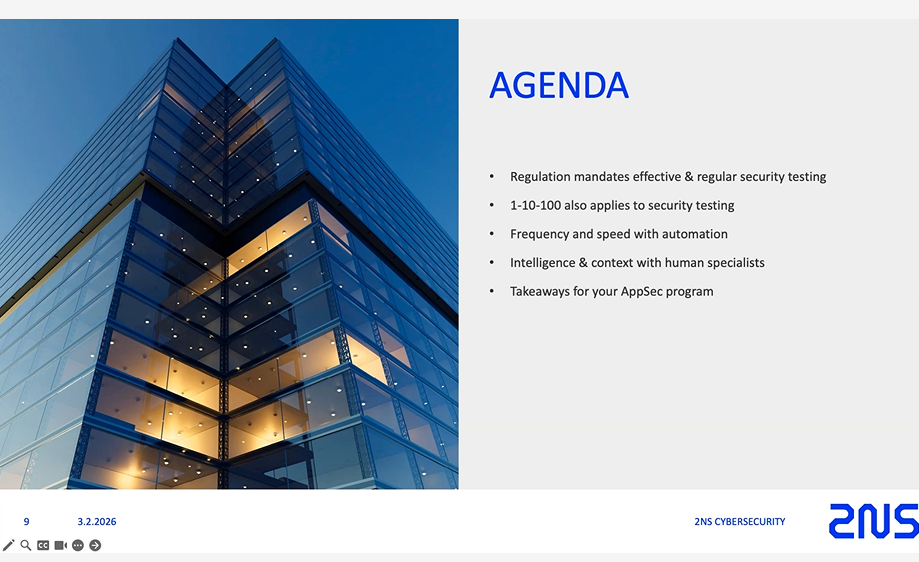 AGENDA
• Regulation mandates effective & regular security testing
• 1-10-100 also applies to security testing
• Frequency and speed with automation
• Intelligence & context with human specialists
• Takeaways for your AppSec program
9 3.2.2026 2NS CYBERSECURITY 2NS
CC